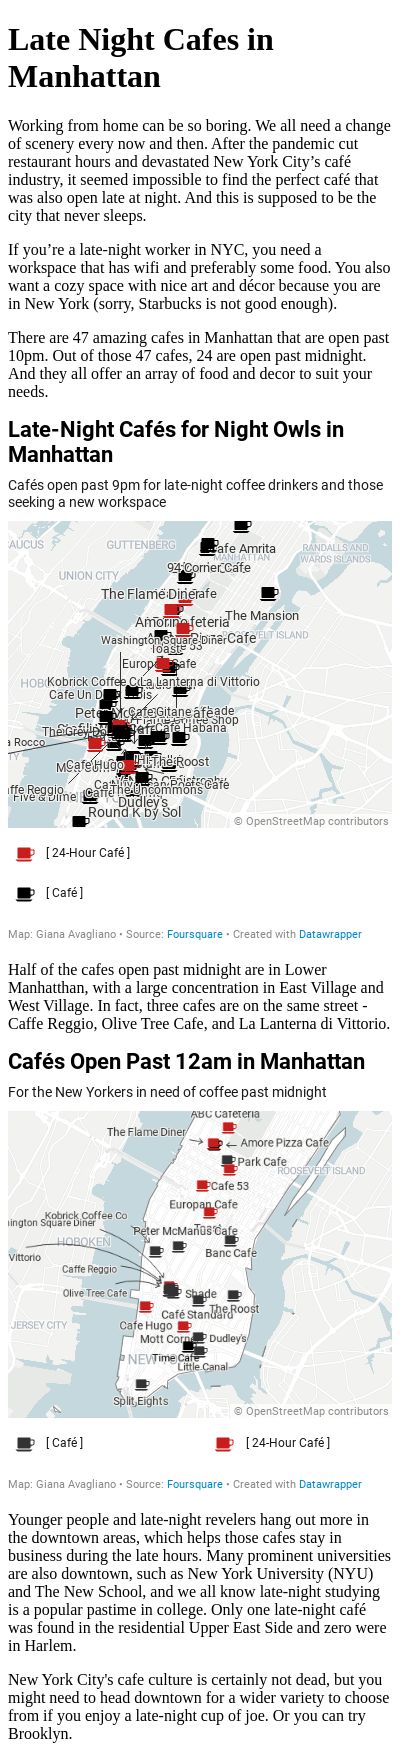 Late Night Cafes in
Manhattan
Working from home can be so boring. We all need a change
of scenery every now and then. After the pandemic cut
restaurant hours and devastated New York City’s café
industry, it seemed impossible to find the perfect café that
was also open late at night. And this is supposed to be the
city that never sleeps.
If you’re a late-night worker in NYC, you need a
workspace that has wifi and preferably some food. You also
want a cozy space with nice art and décor because you are
in New York (sorry, Starbucks is not good enough).
There are 47 amazing cafes in Manhattan that are open past
10pm. Out of those 47 cafes, 24 are open past midnight.
And they all offer an array of food and decor to suit your
needs.
Late-Night Cafés for Night Owls in
Manhattan
Cafés open past 9pm for late-night coffee drinkers and those
seeking a new workspace
GUTTENBERG
RANDALLS AND
WARDS ISLANDS
MANHATTAN
UNION CITY
Cafe Amrita
94 Corner Cafe
The Flame Diner
The Mansion
Washington Square Diner
Toast
Europan Cafe
Kobrick Coffee Co
La Lanterna di Vittorio
Cafe Gitane
Cafe Habana
Cafe Hugo
The Roost
The Uncommons
Five & Dime
Dudley's
Round K by Sol
© OpenStreetMap contributors
[ 24-Hour Café ]
[ Café ]
Map: Giana Avagliano • Source: Foursquare • Created with Datawrapper
Half of the cafes open past midnight are in Lower
Manhatthan, with a large concentration in East Village and
West Village. In fact, three cafes are on the same street -
Caffe Reggio, Olive Tree Cafe, and La Lanterna di Vittorio.
Cafés Open Past 12am in Manhattan
For the New Yorkers in need of coffee past midnight
ABC Cafeteria
The Flame Diner
Amore Pizza Cafe
Park Cafe
ROOSEVELT ISLAND
Cafe 53
Europan Cafe
Kobrick Coffee Co
ington Square Diner
Peter McManus Cafe
HOBOKEN
Banc Cafe
Vittorio
Caffe Reggio
Olive Tree Cafe
Shade
The Roost
Café Standard
JERSEY CITY
Cafe Hugo
Mott Corner
Dudley's
Time Cafe
Little Canal
Split Eights
© OpenStreetMap contributors
[ Café ]
[ 24-Hour Café ]
Map: Giana Avagliano • Source: Foursquare • Created with Datawrapper
Younger people and late-night revelers hang out more in
the downtown areas, which helps those cafes stay in
business during the late hours. Many prominent universities
are also downtown, such as New York University (NYU)
and The New School, and we all know late-night studying
is a popular pastime in college. Only one late-night café
was found in the residential Upper East Side and zero were
in Harlem.
New York City's cafe culture is certainly not dead, but you
might need to head downtown for a wider variety to choose
from if you enjoy a late-night cup of joe. Or you can try
Brooklyn.